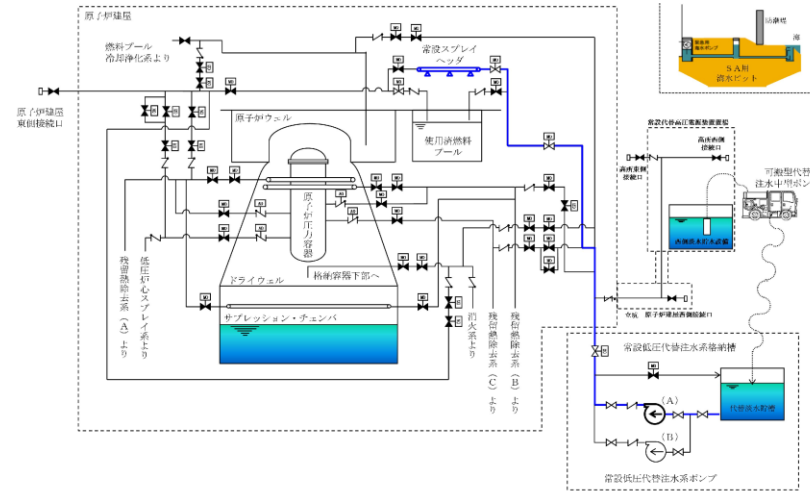 原子炉建屋
燃料プール
冷却浄化系より
常設スプレイ
ヘッダ
原子炉建屋
東側接続口
原子炉ウェル
使用済燃料
プール
原子炉圧力容器
残留熱除去系(A)より
低圧炉心スプレイ系より
格納容器下部へ
ドライウェル
サプレッション・チェンバ
消火系より
残留熱除去系(C)より
残留熱除去系(B)より
防潮堤
海
SA用
海水ピット
常設代替高圧電源装置置場
高所西側
接続口
高所東側
接続口
可搬型代替
注水中型ポンプ
西側淡水貯水設備
立坑
原子炉建屋西側接続口
常設低圧代替注水系格納槽
代替淡水貯槽
(A)
(B)
常設低圧代替注水系ポンプ